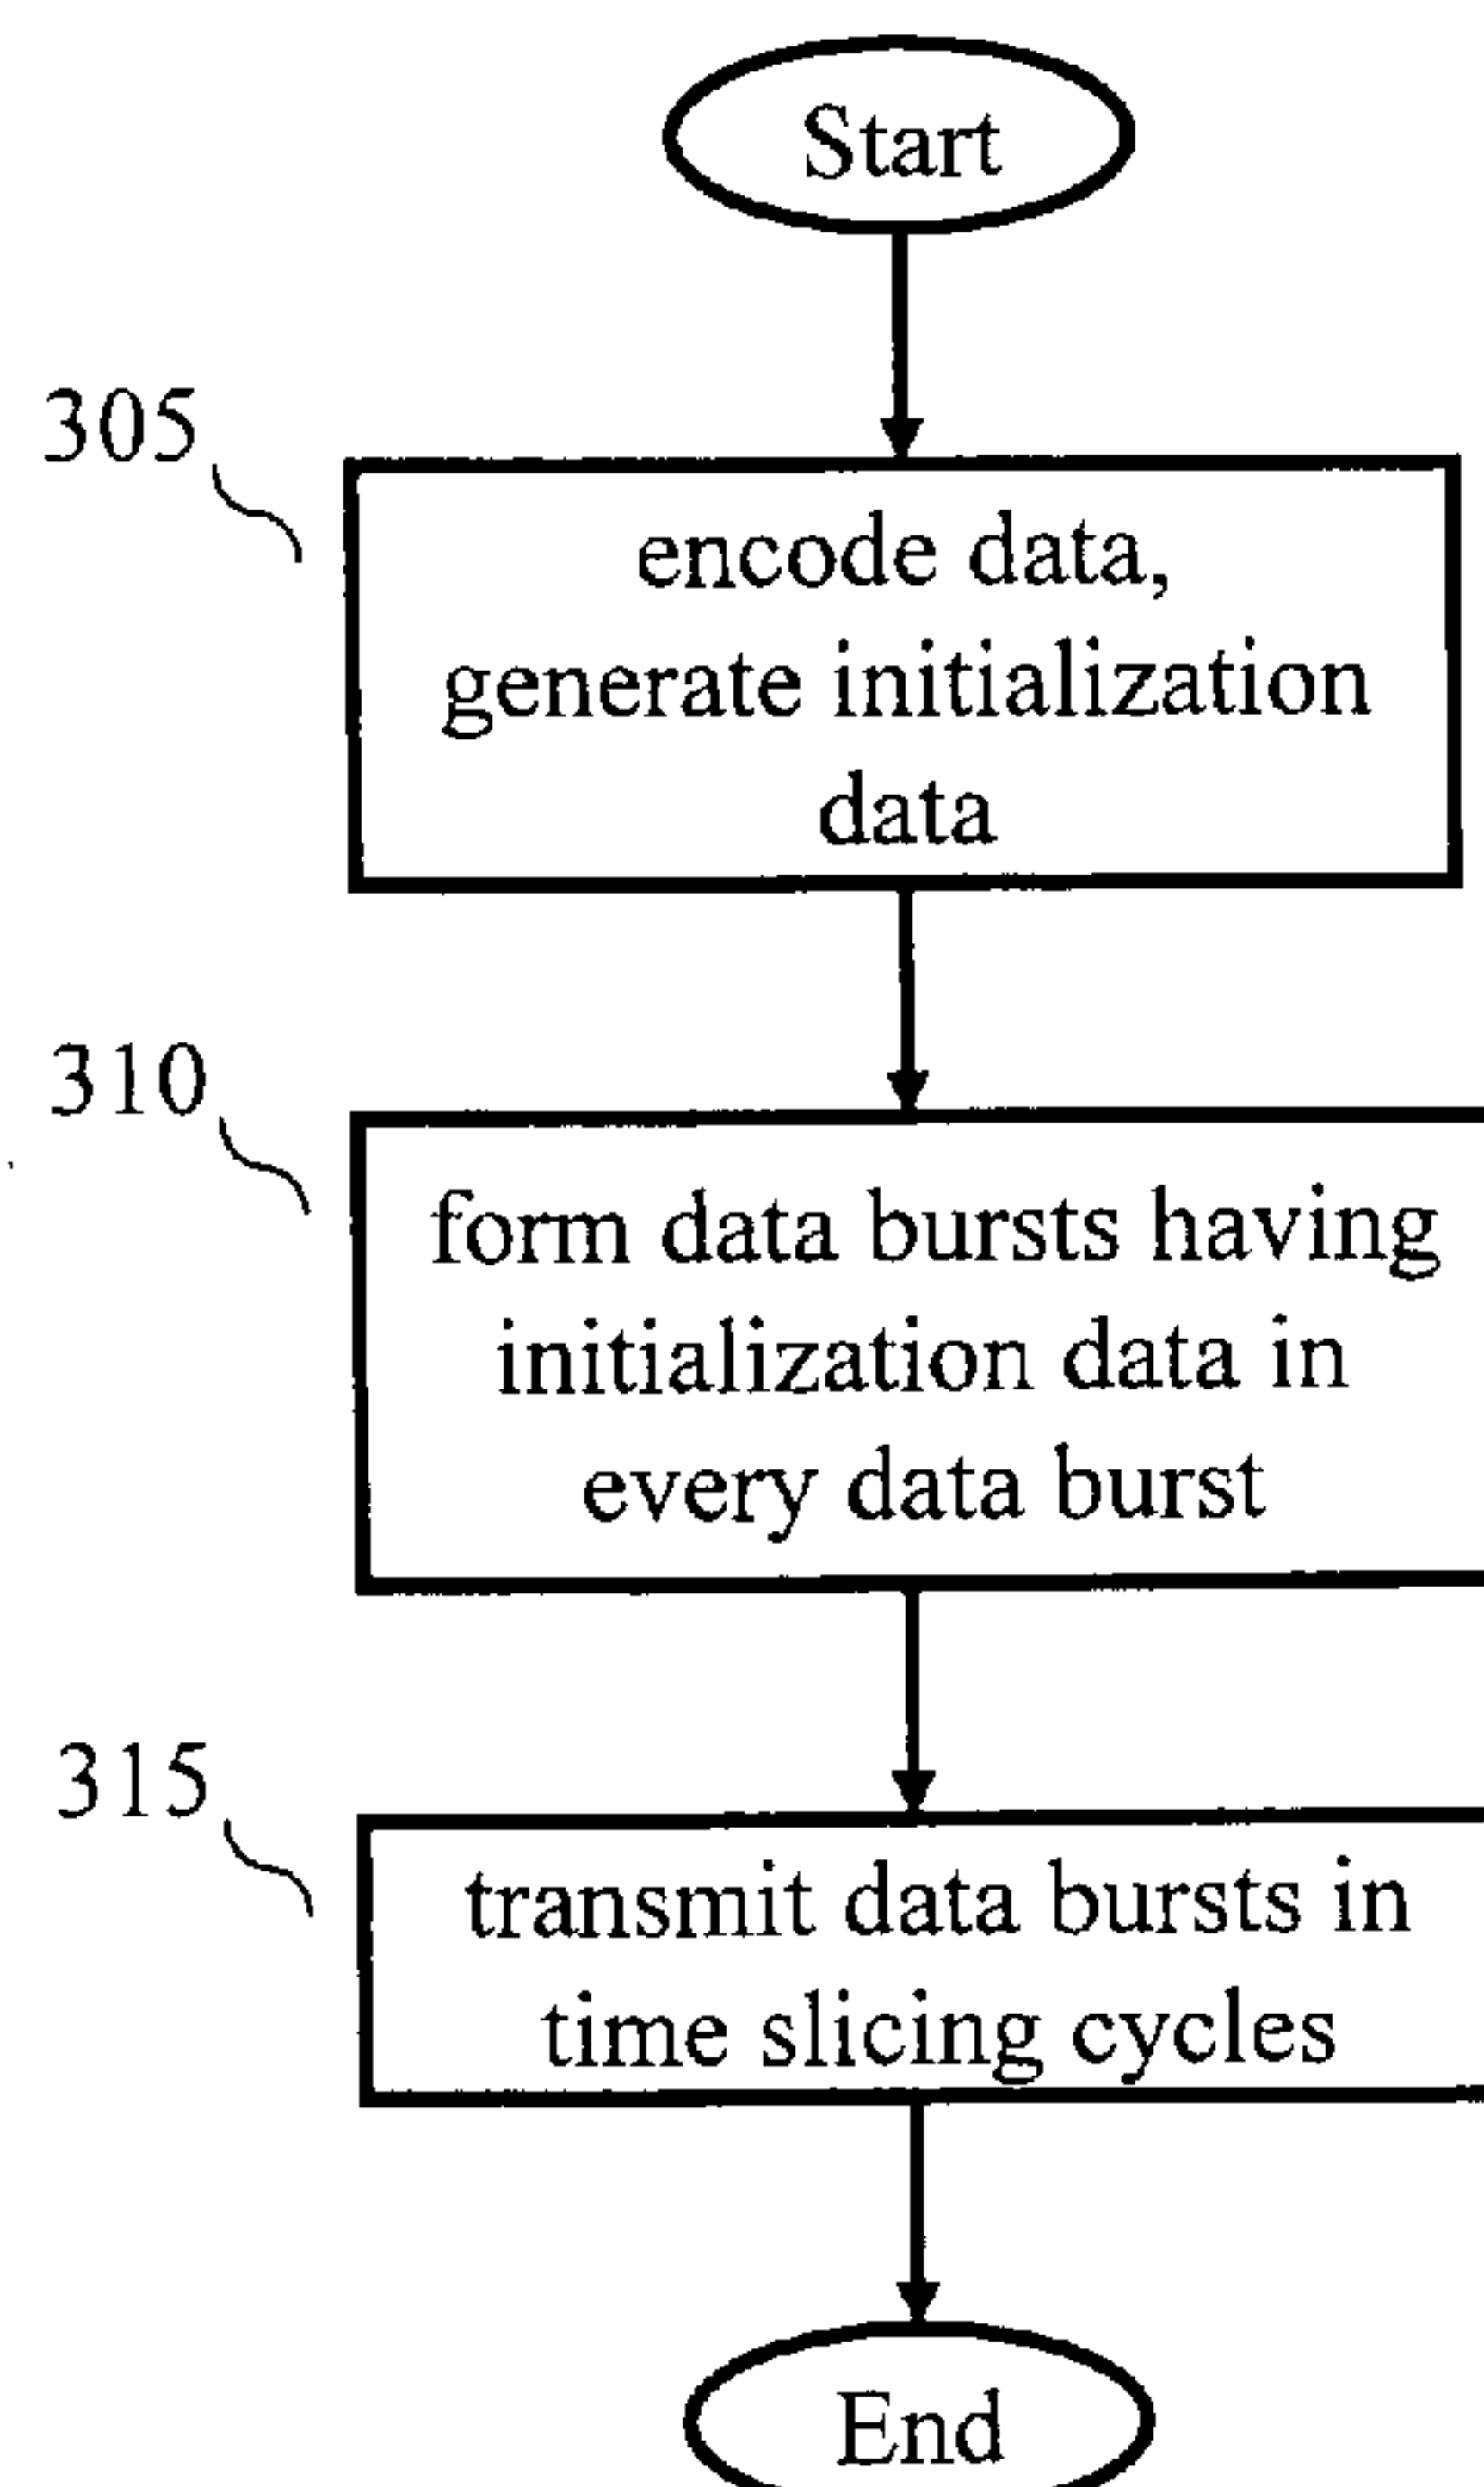 Start
305
encode data,
generate initialization
data
310
form data bursts having
initialization data in
every data burst
315
transmit data bursts in
time slicing cycles
End